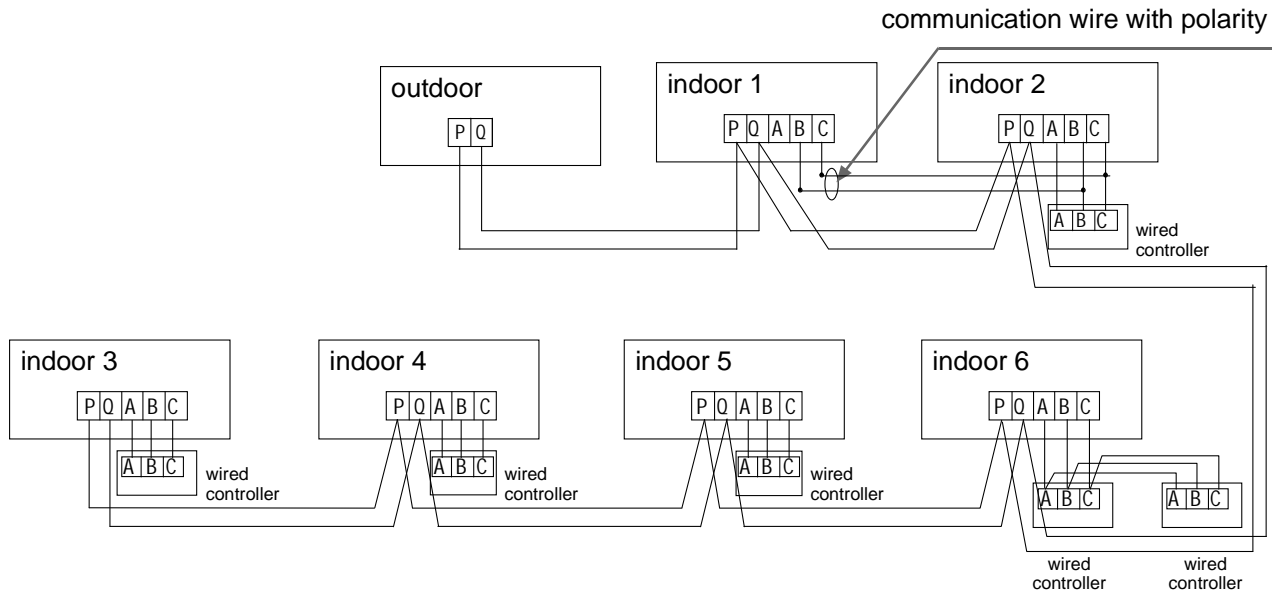 communication wire with polarity
outdoor
P Q
indoor 1
P Q A B C
indoor 2
P Q A B C
A B C
wired
controller
indoor 3
P Q A B C
A B C
wired
controller
indoor 4
P Q A B C
A B C
wired
controller
indoor 5
P Q A B C
A B C
wired
controller
indoor 6
P Q A B C
A B C
wired
controller
A B C
wired
controller